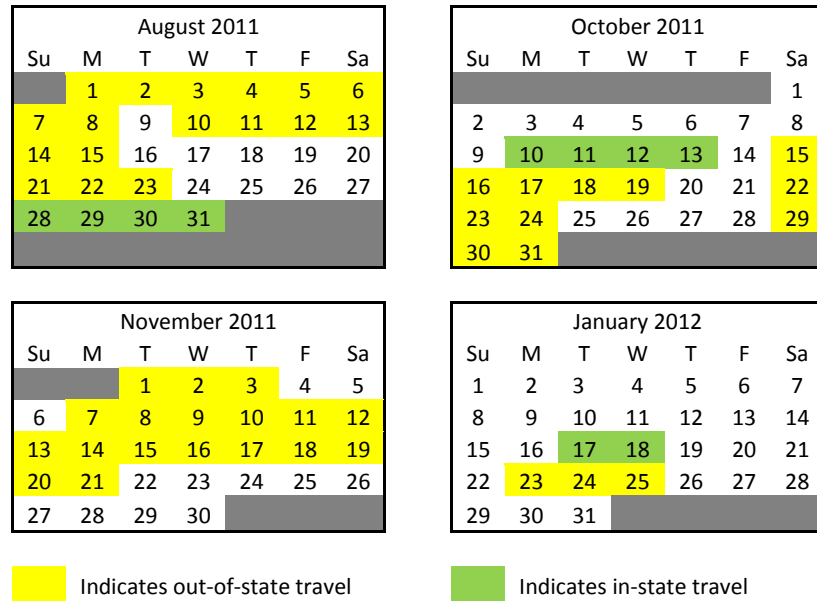 August 2011
Su M T W T F Sa
1 2 3 4 5 6
7 8 9 10 11 12 13
14 15 16 17 18 19 20
21 22 23 24 25 26 27
28 29 30 31
October 2011
Su M T W T F Sa
1
2 3 4 5 6 7 8
9 10 11 12 13 14 15
16 17 18 19 20 21 22
23 24 25 26 27 28 29
30 31
November 2011
Su M T W T F Sa
1 2 3 4 5
6 7 8 9 10 11 12
13 14 15 16 17 18 19
20 21 22 23 24 25 26
27 28 29 30
January 2012
Su M T W T F Sa
1 2 3 4 5 6 7
8 9 10 11 12 13 14
15 16 17 18 19 20 21
22 23 24 25 26 27 28
29 30 31
Indicates out-of-state travel
Indicates in-state travel